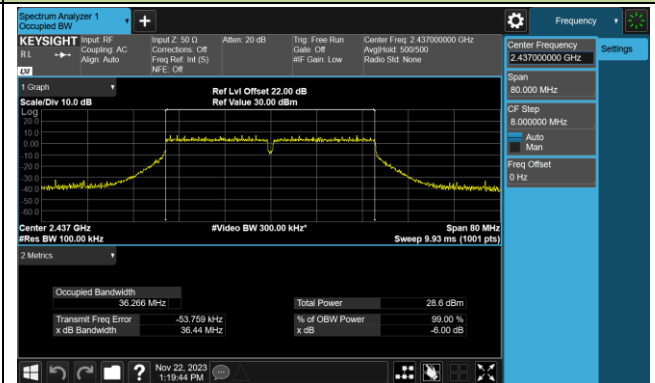 Spectrum Analyzer 1
Occupied BW
Frequency
KEYSIGHT
R L
Input: RF
Coupling: AC
Align: Auto
Input Z: 50 Ω
Corrections: Off
Freq Ref: Int (S)
NFE: Off
Atten: 20 dB
Trig: Free Run
Gate: Off
#IF Gain: Low
Center Freq: 2.437000000 GHz
Avg|Hold: 500/500
Radio Std: None
Center Frequency
2.437000000 GHz
Settings
Span
80.000 MHz
CF Step
8.000000 MHz
Auto
Man
Freq Offset
0 Hz
1 Graph
Scale/Div 10.0 dB
Ref Lvl Offset 22.00 dB
Ref Value 30.00 dBm
Log
20.0
10.0
0.00
-10.0
-20.0
-30.0
-40.0
-50.0
-60.0
Center 2.437 GHz
#Res BW 100.00 kHz
#Video BW 300.00 kHz*
Span 80 MHz
Sweep 9.93 ms (1001 pts)
2 Metrics
Occupied Bandwidth
36.266 MHz
Total Power 28.6 dBm
Transmit Freq Error -53.759 kHz
% of OBW Power 99.00 %
x dB Bandwidth 36.44 MHz
x dB -6.00 dB
Nov 22, 2023
1:19:44 PM